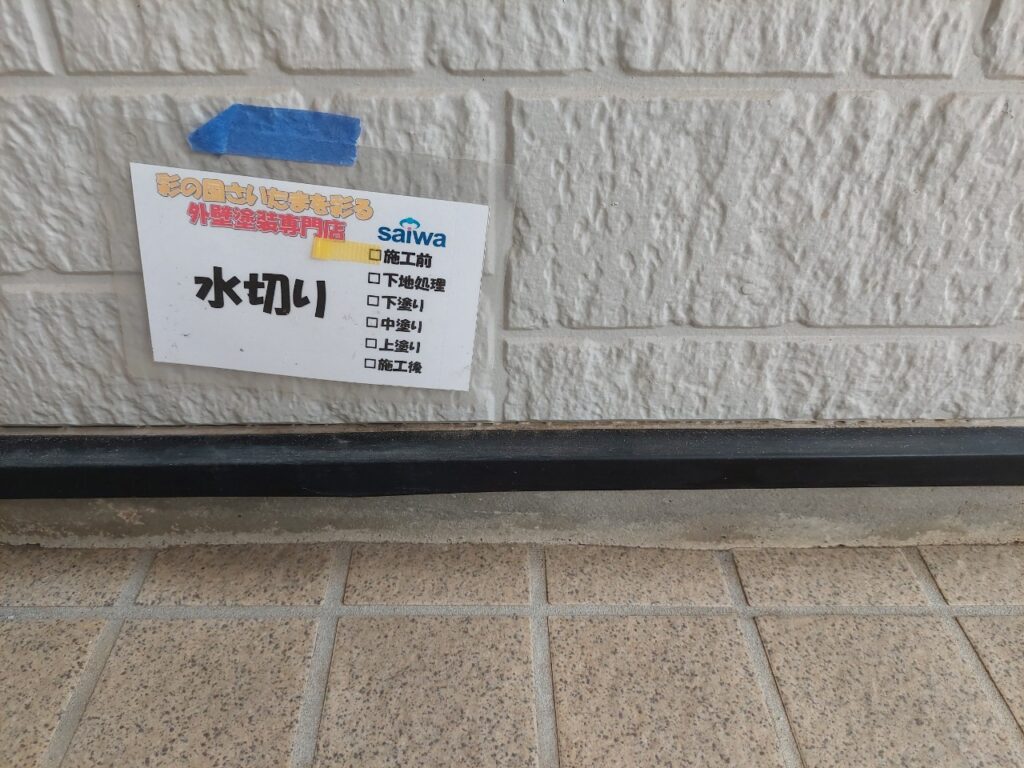 彩の国さいたまを彩る
外壁塗装専門店
saiwa
水切り
□施工前
□下地処理
□下塗り
□中塗り
□上塗り
□施工後